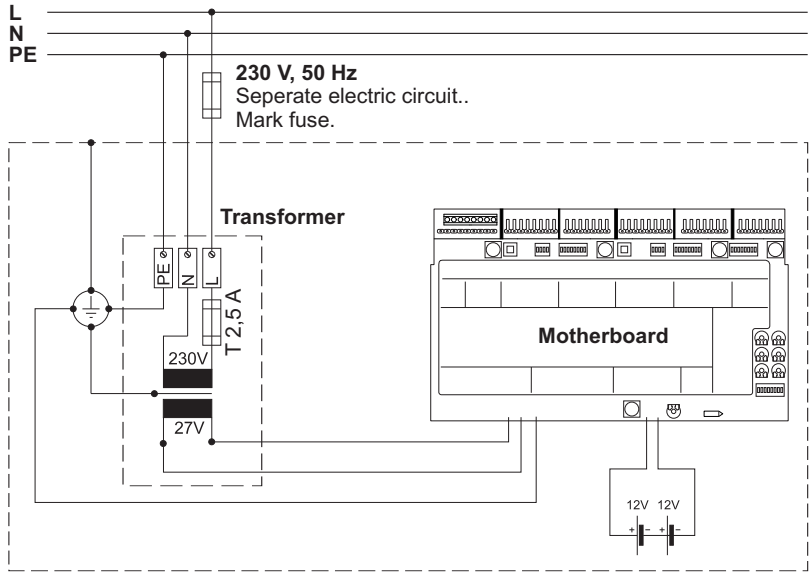 L
N
PE
230 V, 50 Hz
Seperate electric circuit..
Mark fuse.
Transformer
PE
N
L
T 2,5 A
230V
27V
Motherboard
12V 12V
+ - + -